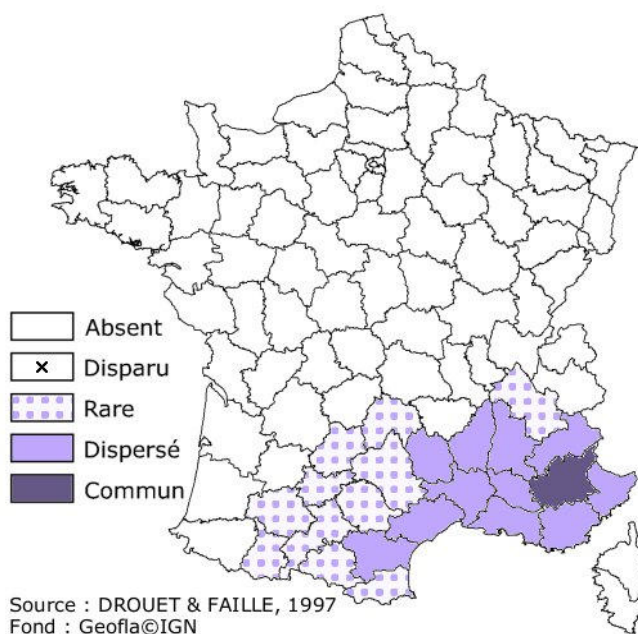 Absent
Disparu
Rare
Dispersé
Commun
Source : DROUET & FAILLE, 1997
Fond : Geofla©IGN